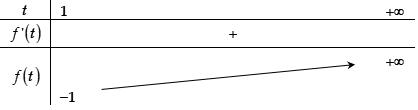 t 1 +∞
f'(t) +
+∞
f(t)
−1